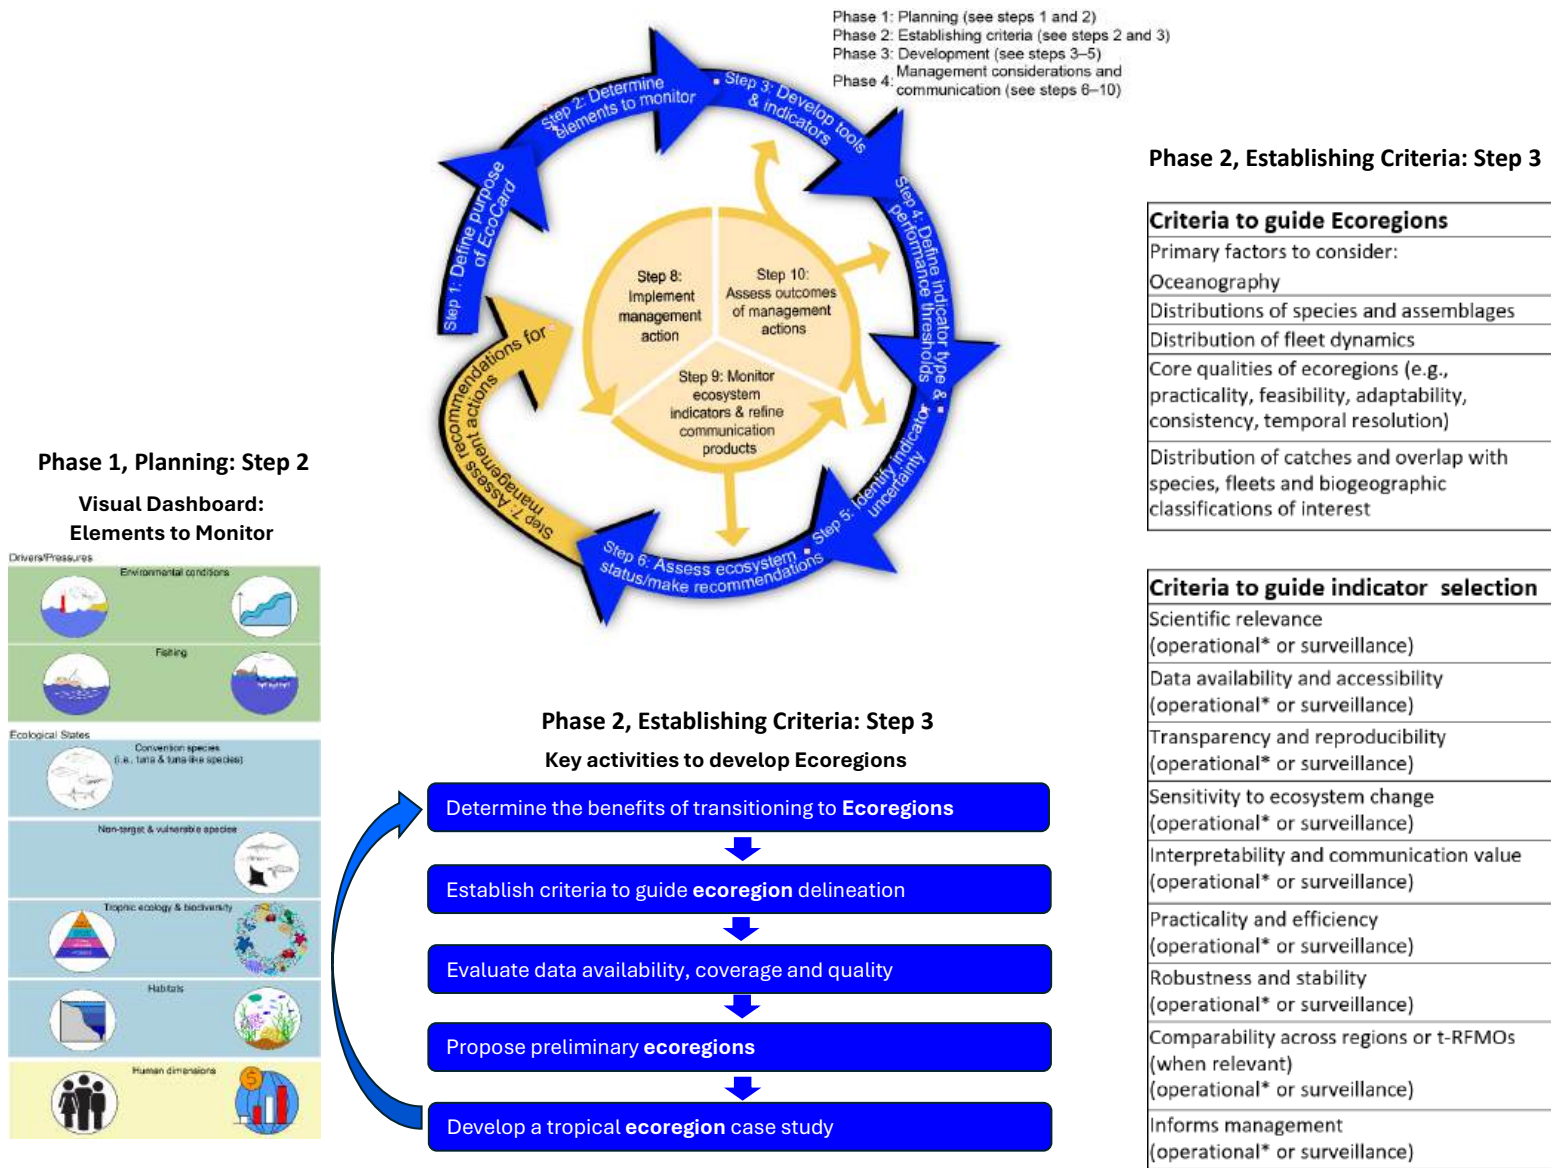 Phase 1: Planning (see steps 1 and 2)
Phase 2: Establishing criteria (see steps 2 and 3)
Phase 3: Development (see steps 3–5)
Phase 4: Management considerations and
communication (see steps 6–10)
Step 1: Define purpose
of EcoCard
Step 2: Determine
elements to monitor
Step 3: Develop tools
& indicators
Step 4: Define indicator type &
performance thresholds
Step 5: Identify indicator
uncertainty
Step 6: Assess ecosystem
status/make recommendations
Step 7: Assess
recommendations for
management actions
Step 8:
Implement
management
action
Step 10:
Assess outcomes
of management
actions
Step 9: Monitor
ecosystem
indicators & refine
communication
products
Phase 1, Planning: Step 2
Visual Dashboard:
Elements to Monitor
Drivers/Pressures
Environmental conditions
Fishing
Ecological States
Convention species
(i.e., tuna & tuna-like species)
Non-target & vulnerable species
Trophic ecology & biodiversity
Habitats
Human dimensions
$
Phase 2, Establishing Criteria: Step 3
Key activities to develop Ecoregions
Determine the benefits of transitioning to Ecoregions
Establish criteria to guide ecoregion delineation
Evaluate data availability, coverage and quality
Propose preliminary ecoregions
Develop a tropical ecoregion case study
Phase 2, Establishing Criteria: Step 3
Criteria to guide Ecoregions
Primary factors to consider:
Oceanography
Distributions of species and assemblages
Distribution of fleet dynamics
Core qualities of ecoregions (e.g.,
practicality, feasibility, adaptability,
consistency, temporal resolution)
Distribution of catches and overlap with
species, fleets and biogeographic
classifications of interest
Criteria to guide indicator selection
Scientific relevance
(operational* or surveillance)
Data availability and accessibility
(operational* or surveillance)
Transparency and reproducibility
(operational* or surveillance)
Sensitivity to ecosystem change
(operational* or surveillance)
Interpretability and communication value
(operational* or surveillance)
Practicality and efficiency
(operational* or surveillance)
Robustness and stability
(operational* or surveillance)
Comparability across regions or t-RFMOs
(when relevant)
(operational* or surveillance)
Informs management
(operational* or surveillance)